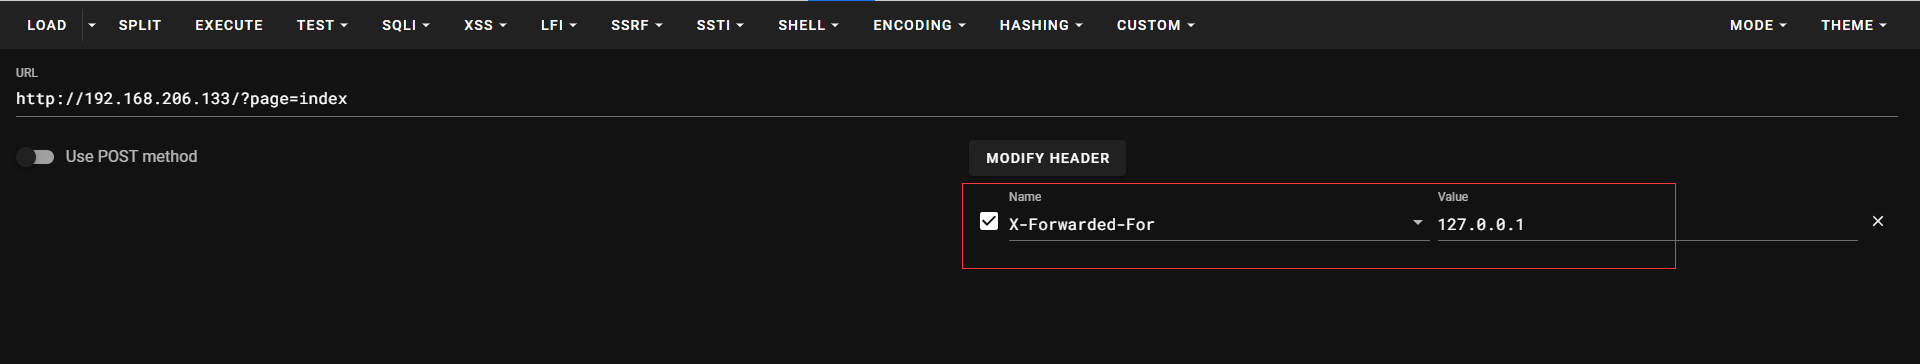 LOAD SPLIT EXECUTE TEST SQLI XSS LFI SSRF SSTI SHELL ENCODING HASHING CUSTOM MODE THEME
URL
http://192.168.206.133/?page=index
Use POST method
MODIFY HEADER
Name Value
X-Forwarded-For 127.0.0.1